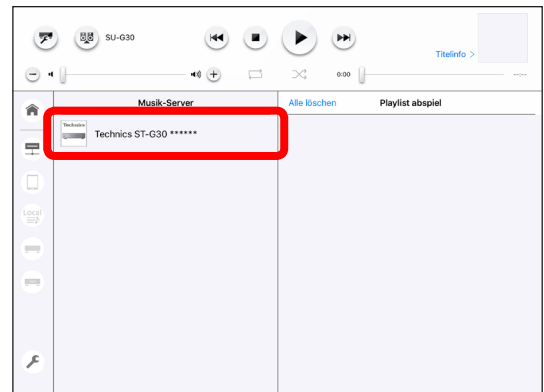 SU-G30
Titelinfo >
0:00
--:--
Musik-Server
Alle löschen
Playlist abspiel
Technics
Technics ST-G30 ******
Local